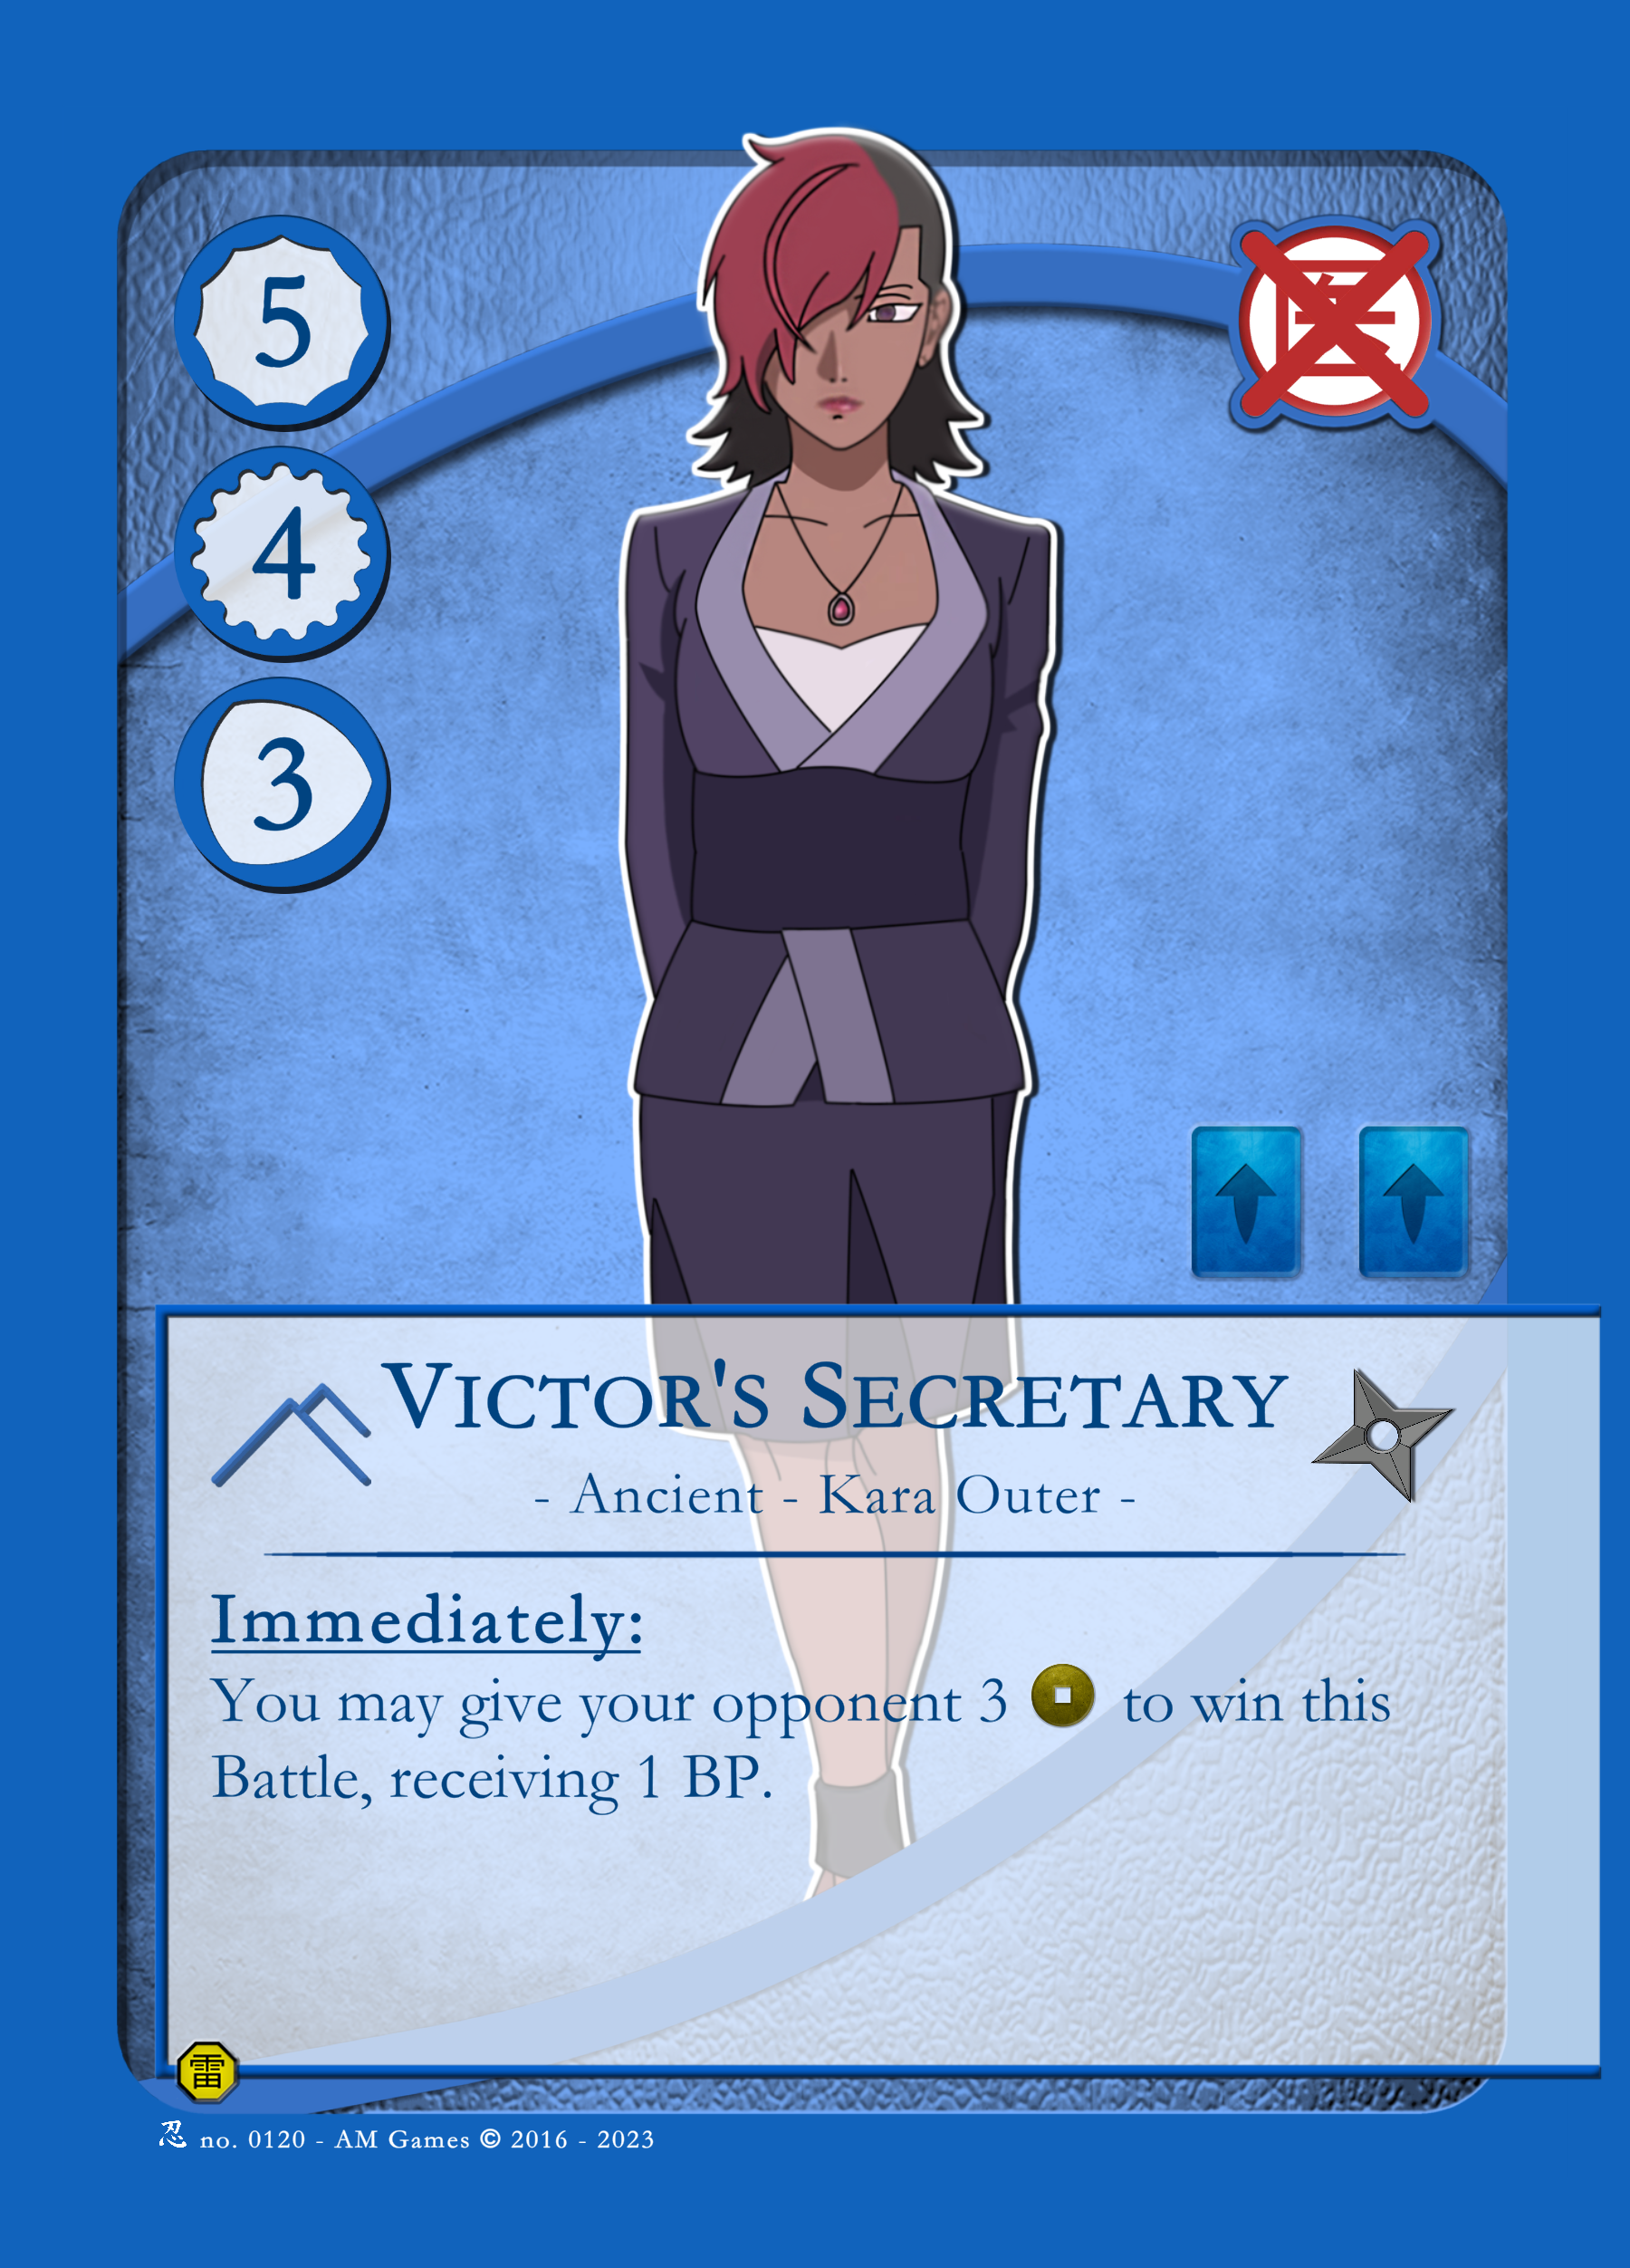 5
医
4
3
Victor's Secretary
- Ancient - Kara Outer -
Immediately:
You may give your opponent 3 to win this
Battle, receiving 1 BP.
雷
忍 no. 0120 - AM Games © 2016 - 2023